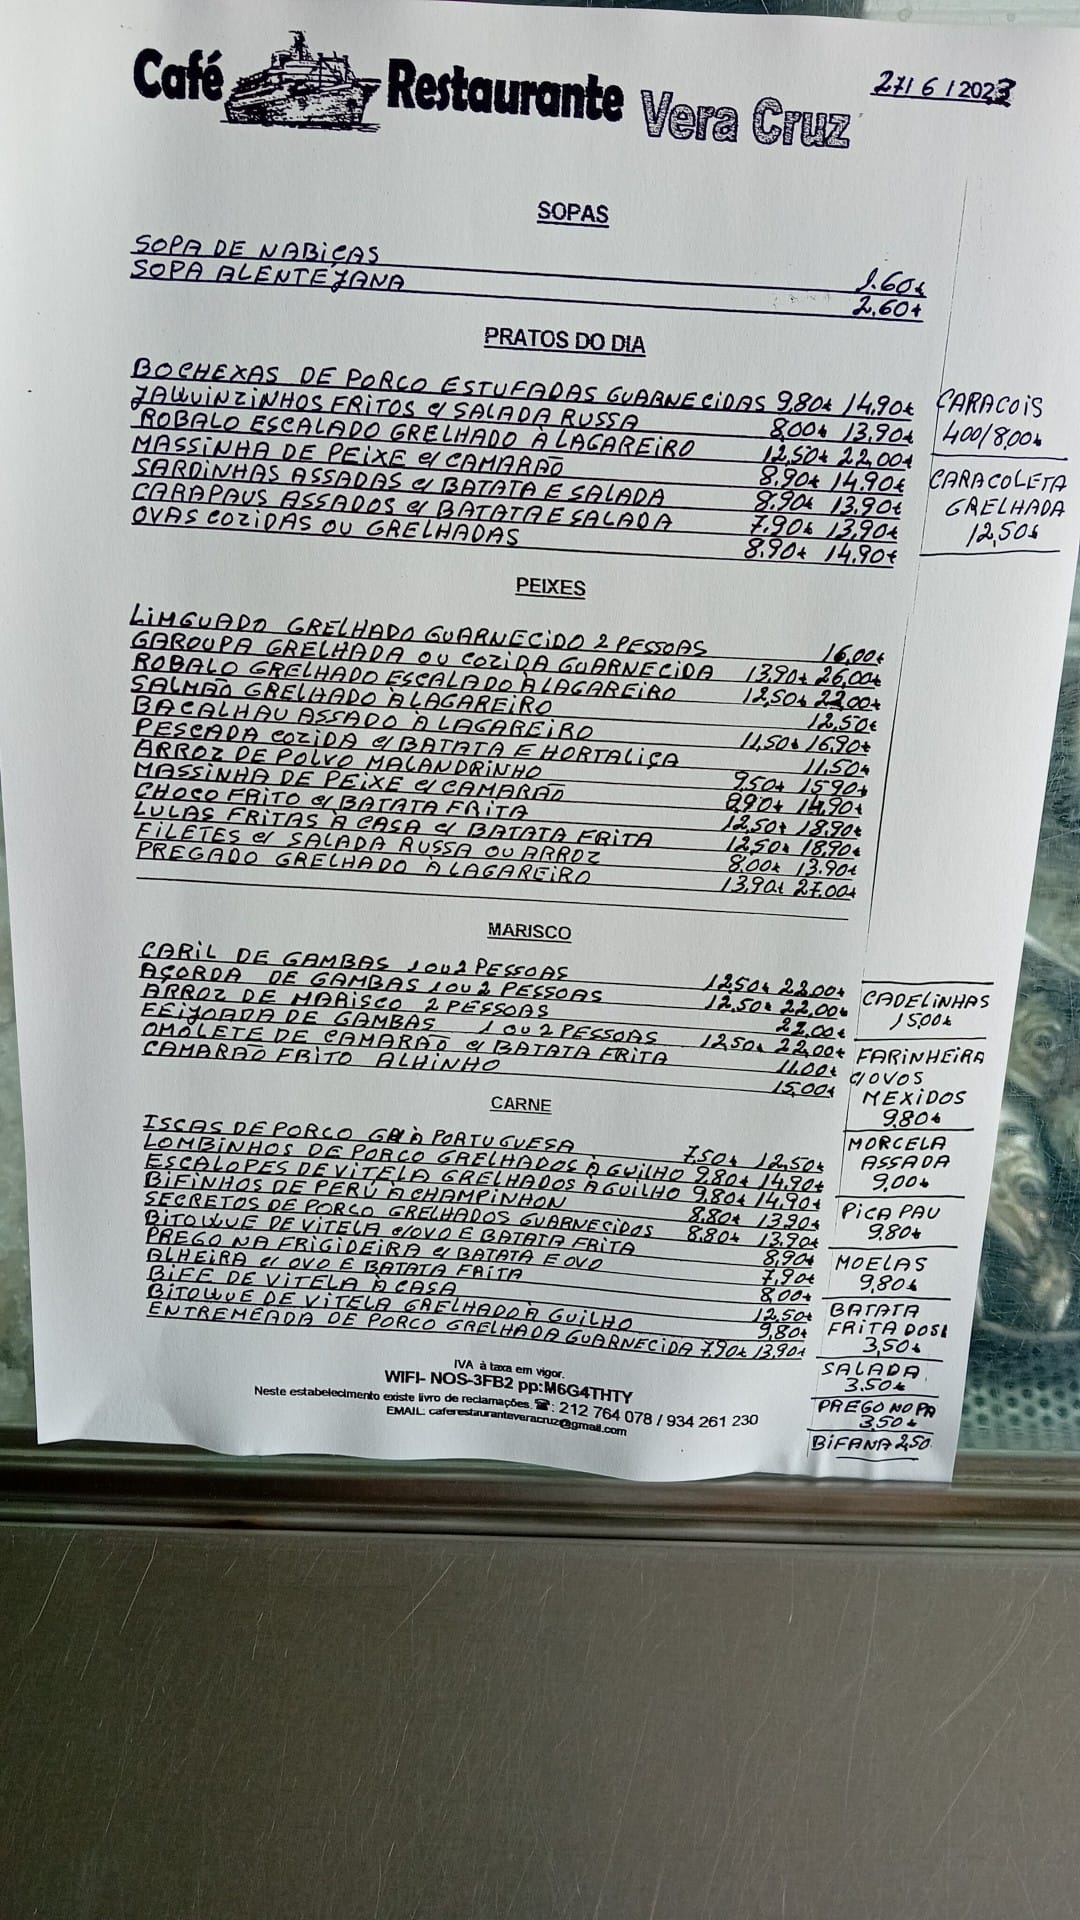 Café Restaurante Vera Cruz
27/6/2023
SOPAS
SOPA DE NABIÇAS 1.60€
SOPA ALENTEJANA 2,60€
PRATOS DO DIA
BOCHEXAS DE PORCO ESTUFADAS GUARNECIDAS 9,80€ 14,90€
JAQUINZINHOS FRITOS C/ SALADA RUSSA 8,00€ 13,90€
ROBALO ESCALADO GRELHADO À LAGAREIRO 12,50€ 22,00€
MASSINHA DE PEIXE C/ CAMARÃO 8,90€ 14,90€
SARDINHAS ASSADAS C/ BATATA E SALADA 8,90€ 13,90€
CARAPAUS ASSADOS C/ BATATA E SALADA 7,90€ 13,90€
OVAS COZIDAS OU GRELHADAS 8,90€ 14,90€
CARACOIS
400/8,00€
CARACOLETA
GRELHADA
12,50€
PEIXES
LIMGUADO GRELHADO GUARNECIDO 2 PESSOAS 16,00€
GAROUPA GRELHADA OU COZIDA GUARNECIDA 13,90€ 26,00€
ROBALO GRELHADO ESCALADO À LAGAREIRO 12,50€ 22,00€
SALMÃO GRELHADO À LAGAREIRO 12,50€
BACALHAU ASSADO À LAGAREIRO 11,50€ 16,90€
PESCADA COZIDA C/ BATATA E HORTALIÇA 11,50€
ARROZ DE POLVO MALANDRINHO 9,50€ 15,90€
MASSINHA DE PEIXE C/ CAMARÃO 8,90€ 14,90€
CHOCO FRITO C/ BATATA FRITA 12,50€ 18,90€
LULAS FRITAS À CASA C/ BATATA FRITA 12,50€ 18,90€
FILETES C/ SALADA RUSSA OU ARROZ 8,00€ 13,90€
PREGADO GRELHADO À LAGAREIRO 13,90€ 27,00€
MARISCO
CARIL DE GAMBAS 1 OU 2 PESSOAS 12,50€ 22,00€
AÇORDA DE GAMBAS 1 OU 2 PESSOAS 12,50€ 22,00€
ARROZ DE MARISCO 2 PESSOAS 22,00€
FEIJOADA DE GAMBAS 1 OU 2 PESSOAS 12,50€ 22,00€
OMOLETE DE CAMARÃO C/ BATATA FRITA 11,00€
CAMARÃO FRITO ALHINHO 15,00€
CARNE
ISCAS DE PORCO À PORTUGUESA 7,50€ 12,50€
LOMBINHOS DE PORCO GRELHADOS À GUILHO 9,80€ 14,90€
ESCALOPES DE VITELA GRELHADOS À GUILHO 9,80€ 14,90€
BIFINHOS DE PERÚ À CHAMPINHON 8,80€ 13,90€
SECRETOS DE PORCO GRELHADOS GUARNECIDOS 8,80€ 13,90€
BITOQUE DE VITELA C/OVO E BATATA FRITA 8,90€
PREGO NA FRIGIDEIRA C/ BATATA E OVO 7,90€
ALHEIRA C/ OVO E BATATA FRITA 8,00€
BIFE DE VITELA À CASA 12,50€
BITOQUE DE VITELA GRELHADO À GUILHO 9,80€
ENTREMEADA DE PORCO GRELHADA GUARNECIDA 7,90€ 13,90€
CADELINHAS
15,00€
FARINHEIRA
C/OVOS
MEXIDOS
9,80€
MORCELA
ASSADA
9,00€
PICA PAU
9,80€
MOELAS
9,80€
BATATA
FRITA DOSE
3,50€
SALADA
3.50€
PREGO NO PÃ
3,50€
BIFANA 2,50
IVA à taxa em vigor.
WIFI- NOS-3FB2 pp:M6G4THTY
Neste estabelecimento existe livro de reclamações. ☎: 212 764 078 / 934 261 230
EMAIL: caferestauranteveracruz@gmail.com